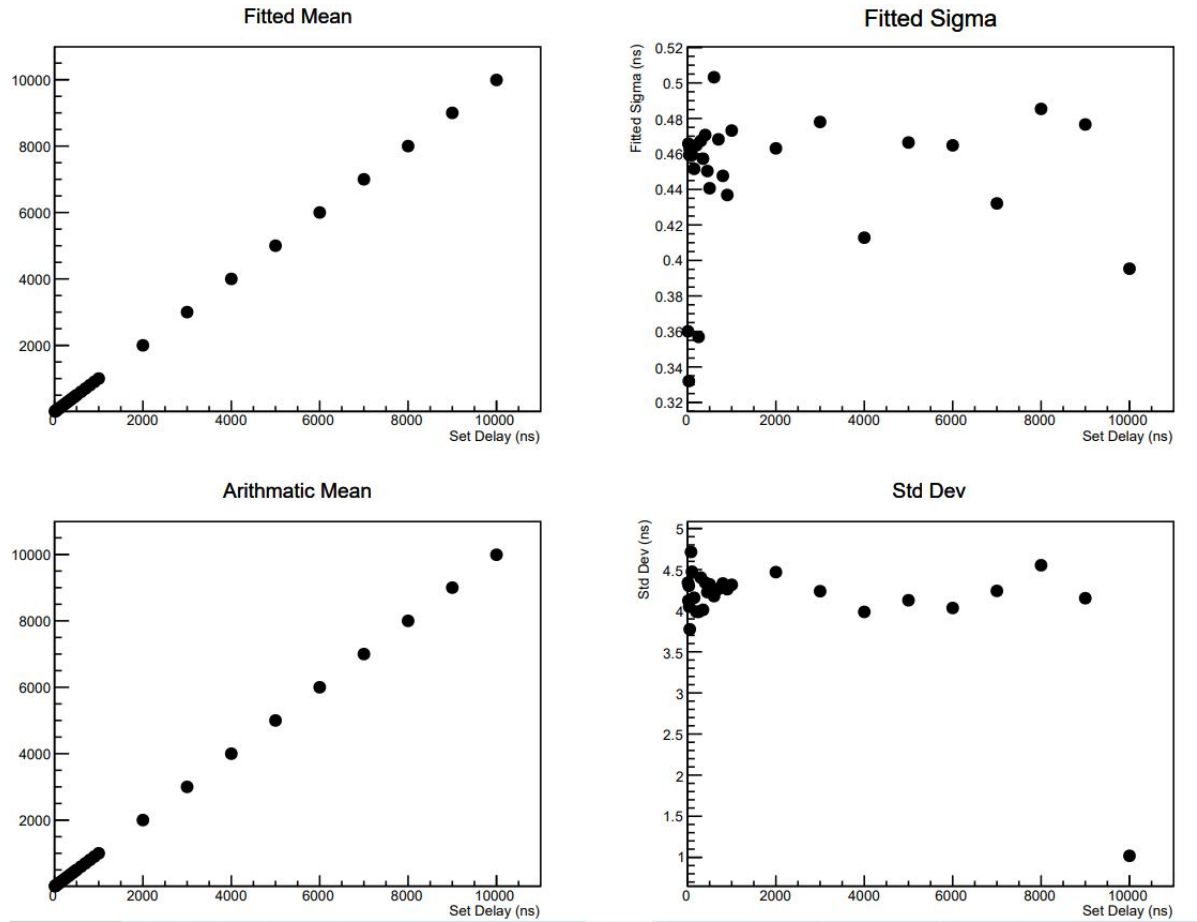 Fitted Mean
10000
8000
6000
4000
2000
0 2000 4000 6000 8000 10000
Set Delay (ns)
Fitted Sigma
Fitted Sigma (ns)
0.52
0.5
0.48
0.46
0.44
0.42
0.4
0.38
0.36
0.34
0.32
0 2000 4000 6000 8000 10000
Set Delay (ns)
Arithmatic Mean
10000
8000
6000
4000
2000
0 2000 4000 6000 8000 10000
Set Delay (ns)
Std Dev
Std Dev (ns)
5
4.5
4
3.5
3
2.5
2
1.5
1
0 2000 4000 6000 8000 10000
Set Delay (ns)